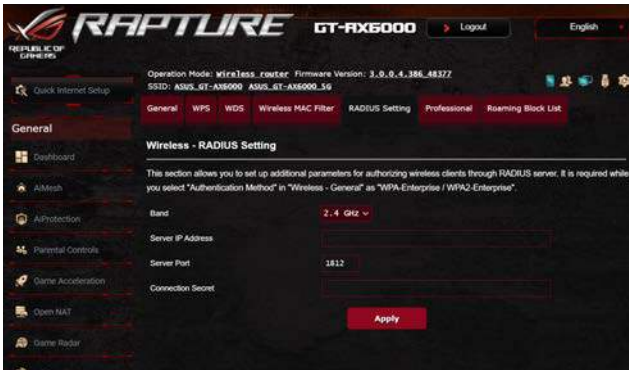 RAPTURE GT-AX6000 Logout English
REPUBLIC OF
GAMERS
Operation Mode: Wireless router Firmware Version: 3.0.0.4.386_48377
SSID: ASUS_GT-AX6000 ASUS_GT-AX6000_5G
Quick Internet Setup
General WPS WDS Wireless MAC Filter RADIUS Setting Professional Roaming Block List
General
Wireless - RADIUS Setting
Dashboard
This section allows you to set up additional parameters for authorizing wireless clients through RADIUS server. It is required while
you select "Authentication Method" in "Wireless - General" as "WPA-Enterprise / WPA2-Enterprise".
AiMesh
Band 2.4 GHz
AiProtection
Server IP Address
Parental Controls
Server Port 1812
Game Acceleration
Connection Secret
Open NAT
Apply
Game Radar